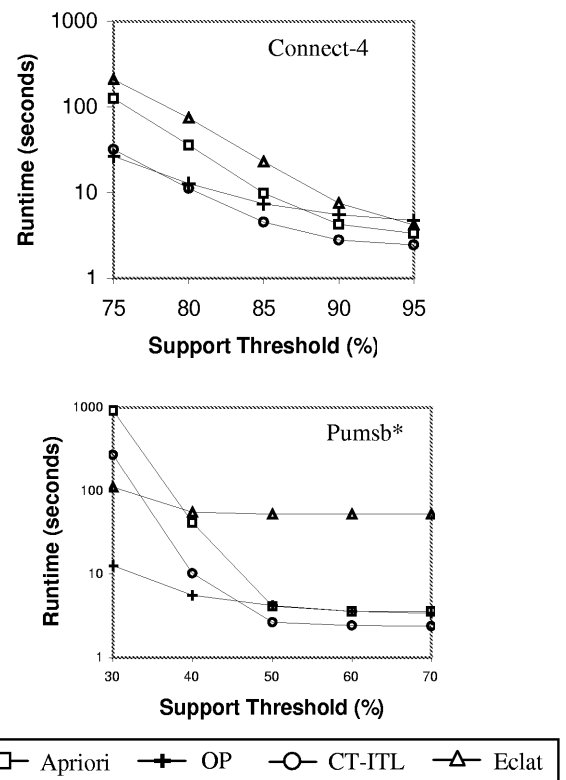 Connect-4
Runtime (seconds)
1000
100
10
1
75 80 85 90 95
Support Threshold (%)
Pumsb*
Runtime (seconds)
1000
100
10
1
30 40 50 60 70
Support Threshold (%)
Apriori OP CT-ITL Eclat